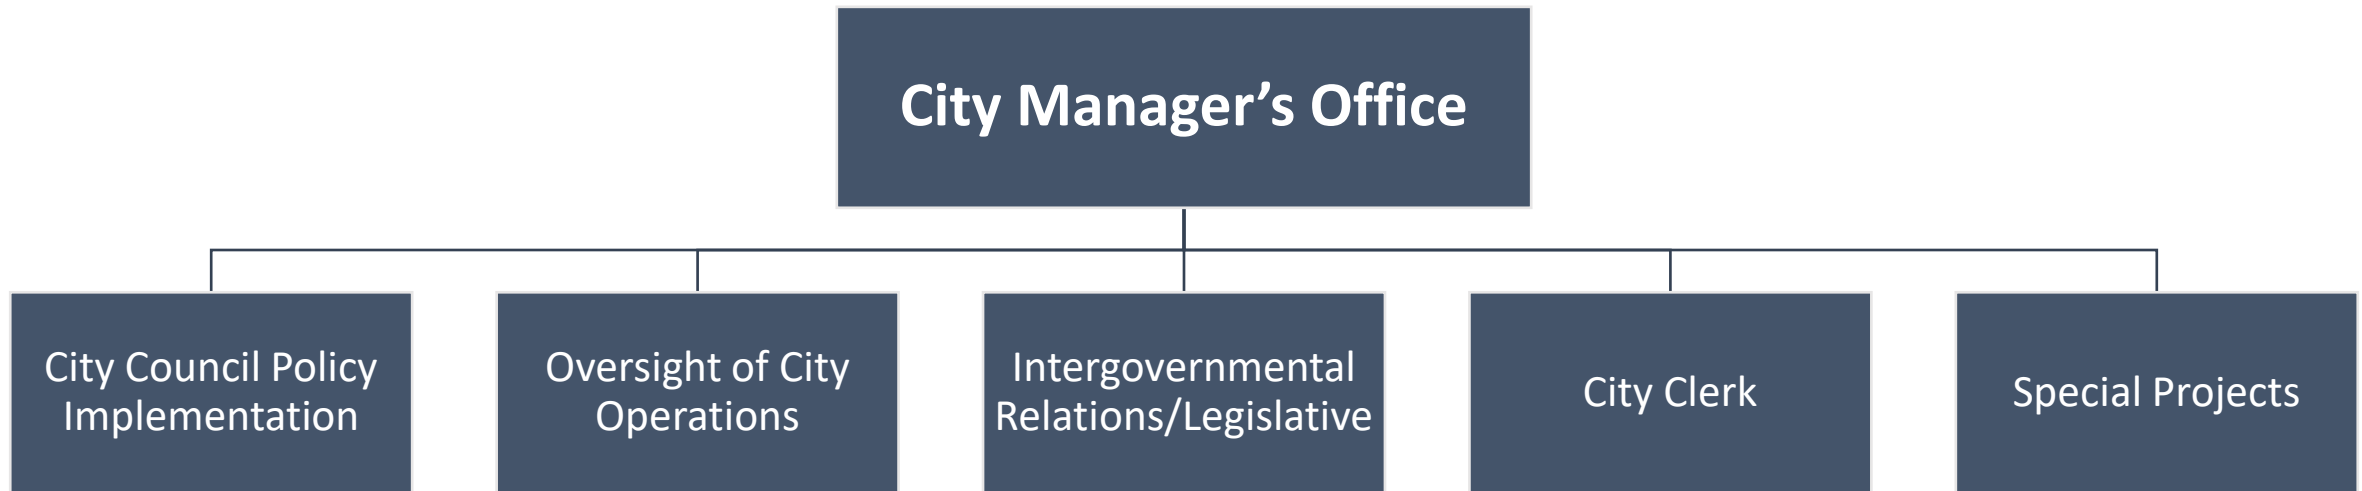 City Manager’s Office
City Council Policy
Implementation
Oversight of City
Operations
Intergovernmental
Relations/Legislative
City Clerk
Special Projects